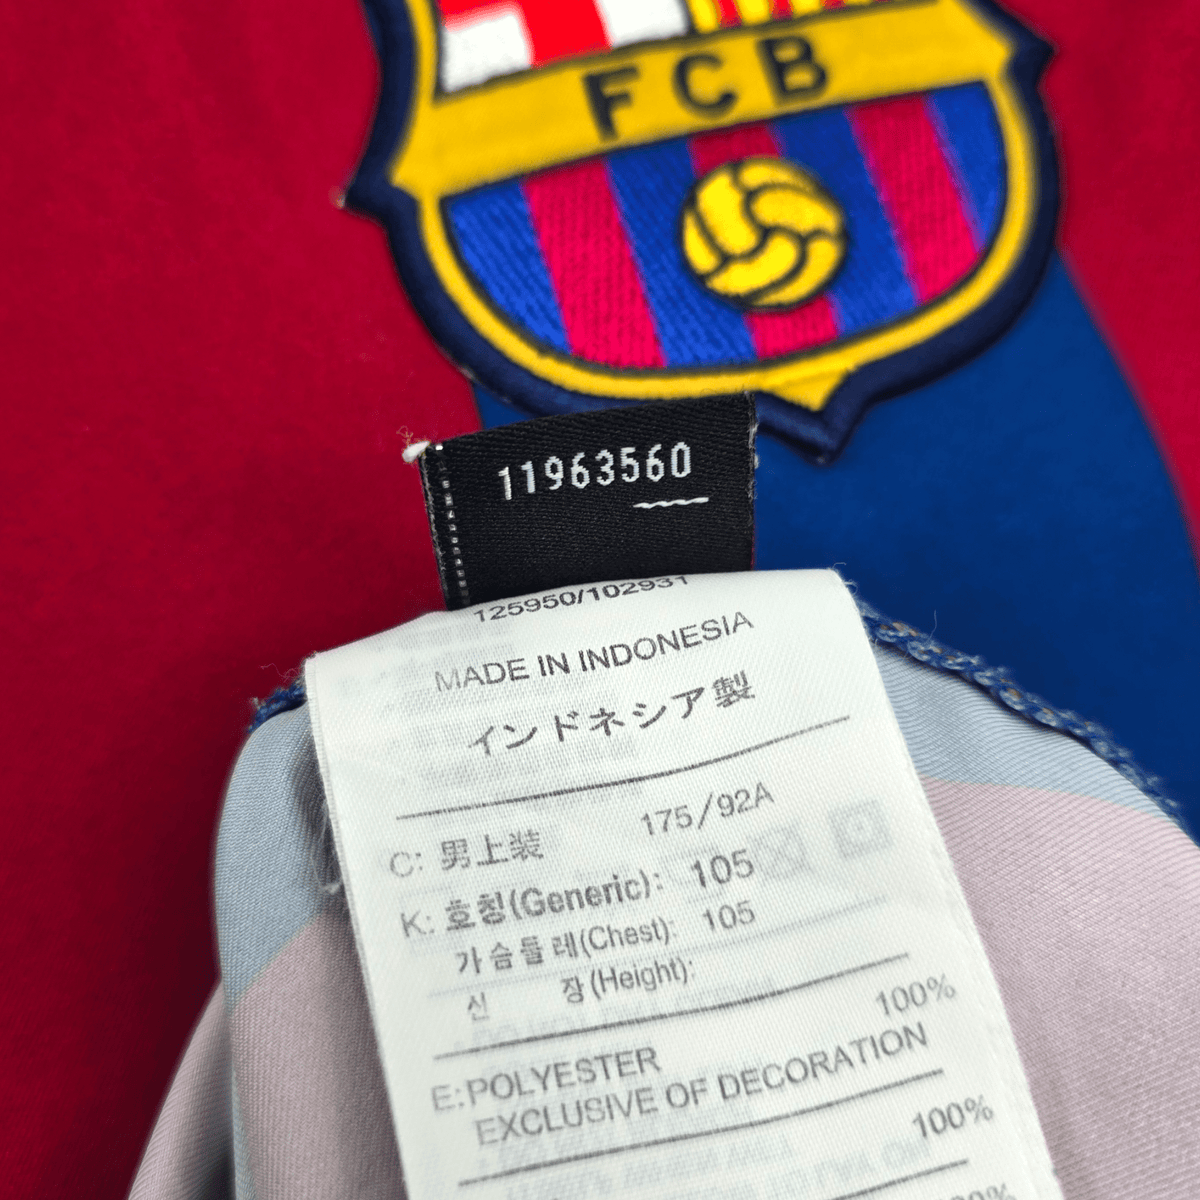 FCB
11963560
125950/102931
MADE IN INDONESIA
インドネシア製
C: 男上装 175/92A
K: 호칭(Generic): 105
가슴둘레(Chest): 105
신 장(Height):
100%
E:POLYESTER
EXCLUSIVE OF DECORATION
100%
100%